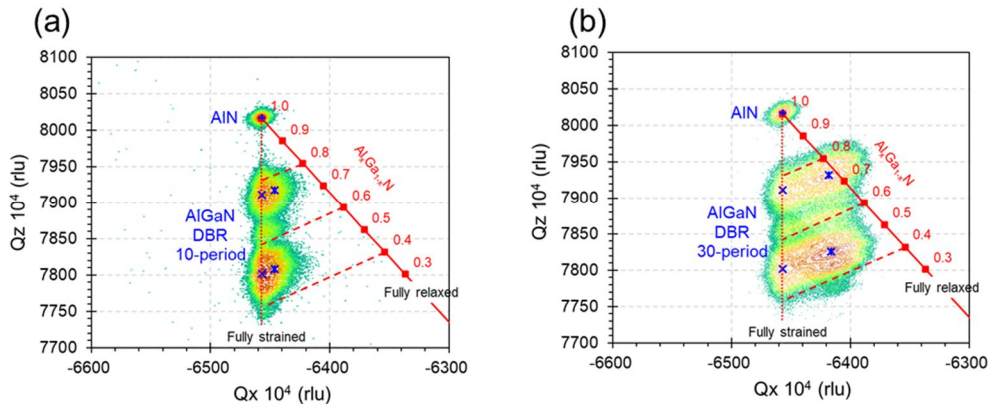 (a)
8100
8050
8000
7950
7900
7850
7800
7750
7700
Qz 10⁴ (rlu)
AlN
1.0
0.9
0.8
0.7
0.6
0.5
0.4
0.3
AlₓGa₁₋ₓN
AlGaN
DBR
10-period
Fully relaxed
Fully strained
-6600
-6500
-6400
-6300
Qx 10⁴ (rlu)
(b)
8100
8050
8000
7950
7900
7850
7800
7750
7700
Qz 10⁴ (rlu)
AlN
1.0
0.9
0.8
0.7
0.6
0.5
0.4
0.3
AlₓGa₁₋ₓN
AlGaN
DBR
30-period
Fully relaxed
Fully strained
-6600
-6500
-6400
-6300
Qx 10⁴ (rlu)